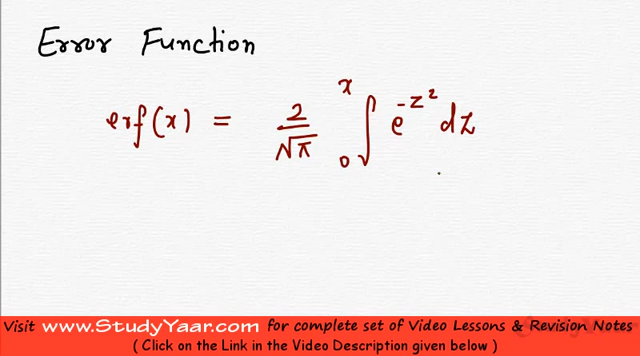 Error Function
erf(x) = 2/√π ∫₀ˣ e^(-z²) dz
Visit www.StudyYaar.com for complete set of Video Lessons & Revision Notes
( Click on the Link in the Video Description given below )